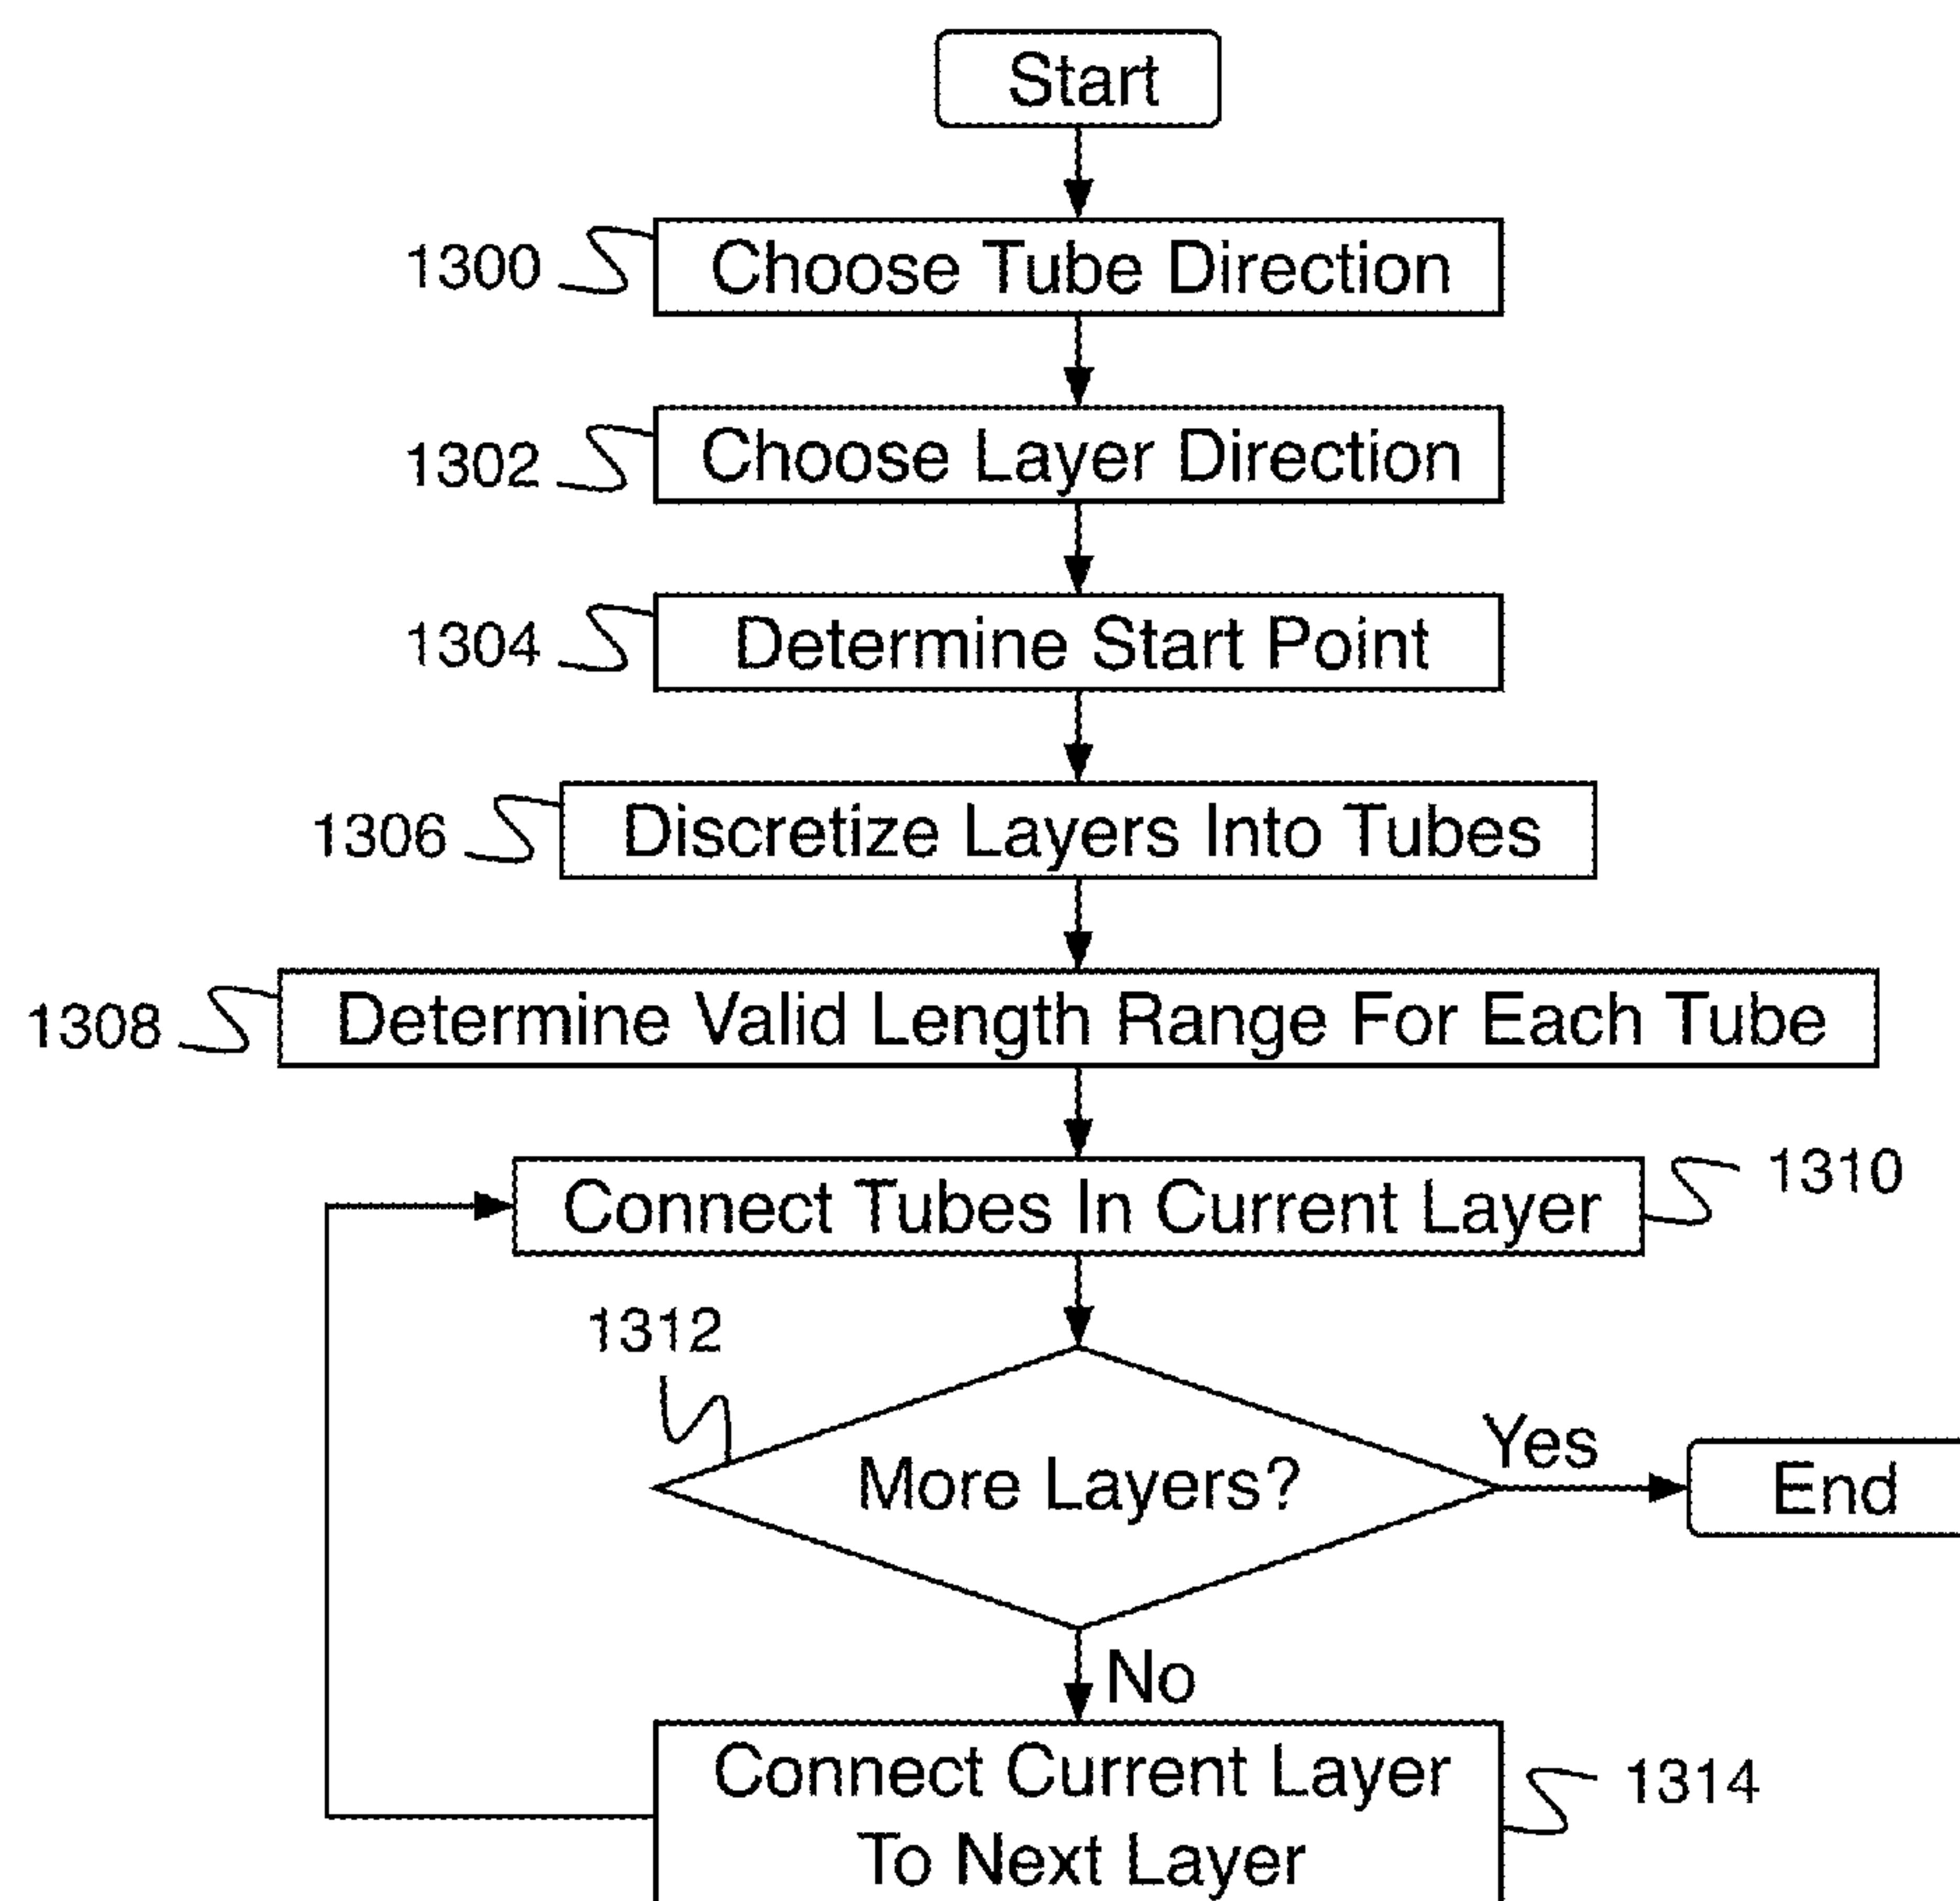 Start
1300
Choose Tube Direction
1302
Choose Layer Direction
1304
Determine Start Point
1306
Discretize Layers Into Tubes
1308
Determine Valid Length Range For Each Tube
Connect Tubes In Current Layer
1310
1312
More Layers?
Yes
End
No
Connect Current Layer
To Next Layer
1314